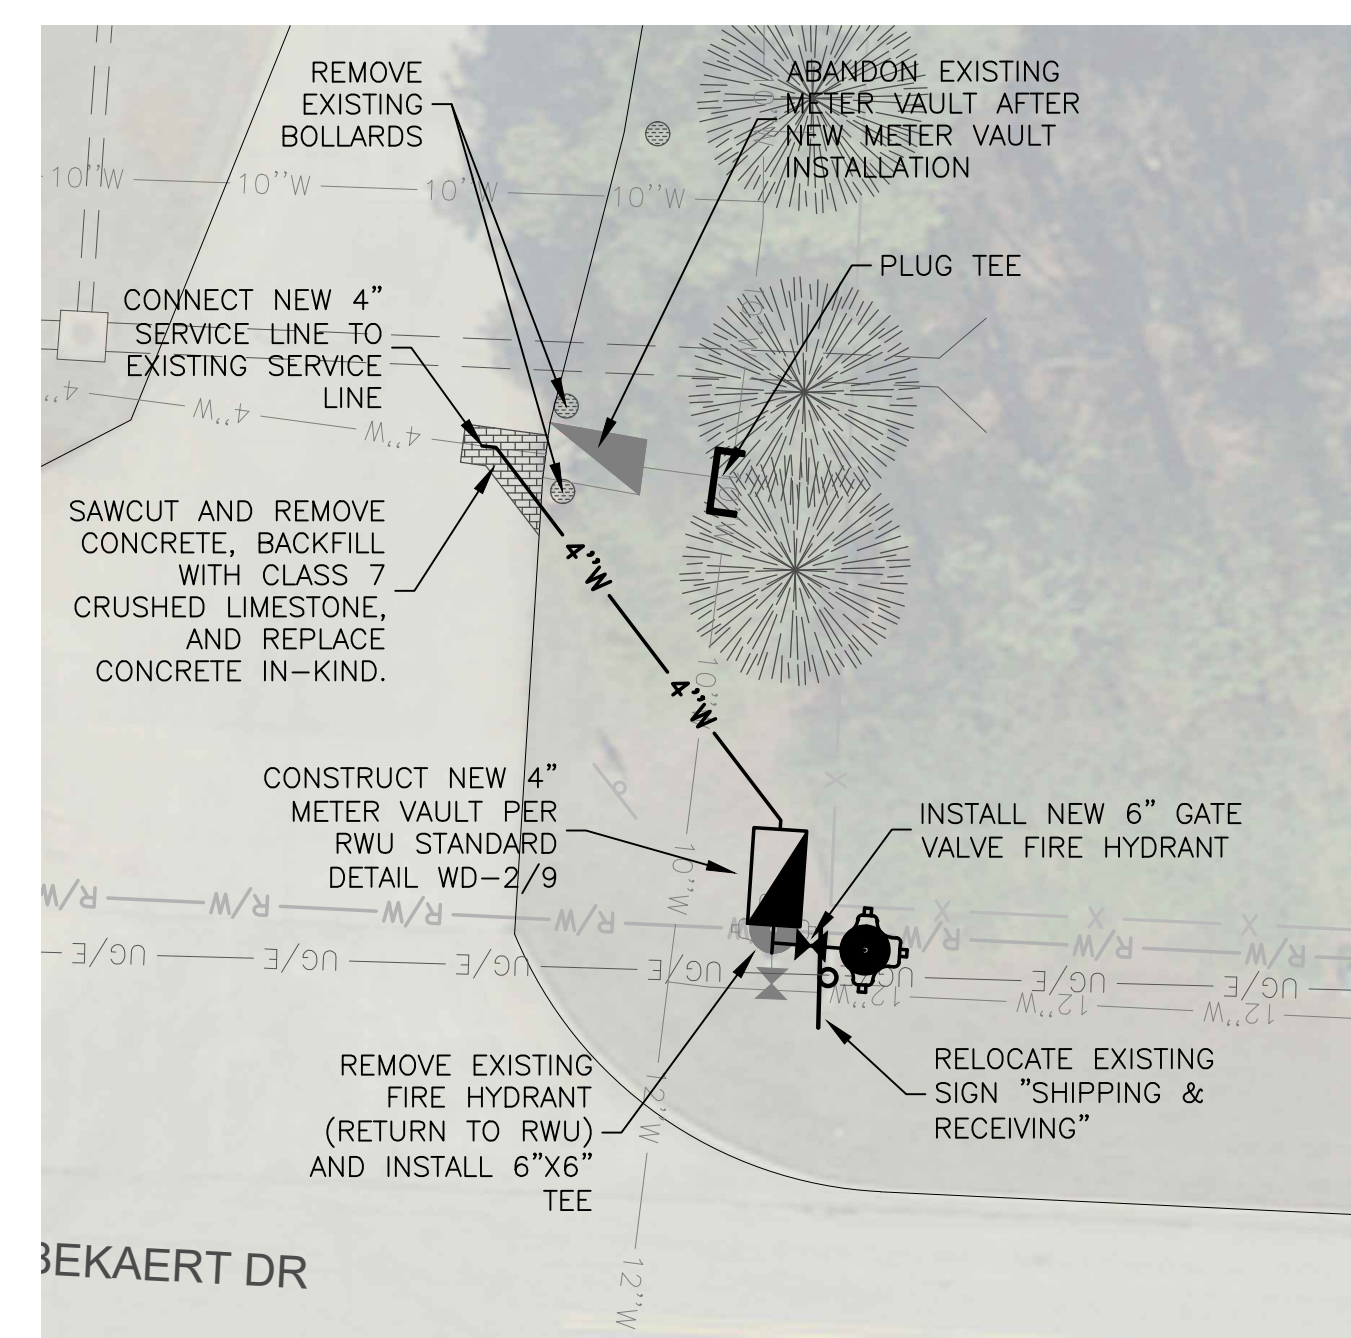 REMOVE
EXISTING
BOLLARDS
ABANDON EXISTING
METER VAULT AFTER
NEW METER VAULT
INSTALLATION
10''W
10''W
10''W
10''W
PLUG TEE
CONNECT NEW 4"
SERVICE LINE TO
EXISTING SERVICE
LINE
4''
4''W
4''W
SAWCUT AND REMOVE
CONCRETE, BACKFILL
WITH CLASS 7
CRUSHED LIMESTONE,
AND REPLACE
CONCRETE IN-KIND.
4''W
4''W
10''
CONSTRUCT NEW 4"
METER VAULT PER
RWU STANDARD
DETAIL WD-2/9
10''W
INSTALL NEW 6" GATE
VALVE FIRE HYDRANT
X
X
X
X
R/W
R/W
R/W
R/W
R/W
R/W
R/W
UG/E
UG/E
UG/E
UG/E
UG/E
UG/E
UG/E
12''W
12''W
12''W
REMOVE EXISTING
FIRE HYDRANT
(RETURN TO RWU)
AND INSTALL 6"X6"
TEE
12''W
RELOCATE EXISTING
SIGN "SHIPPING &
RECEIVING"
BEKAERT DR
12''W